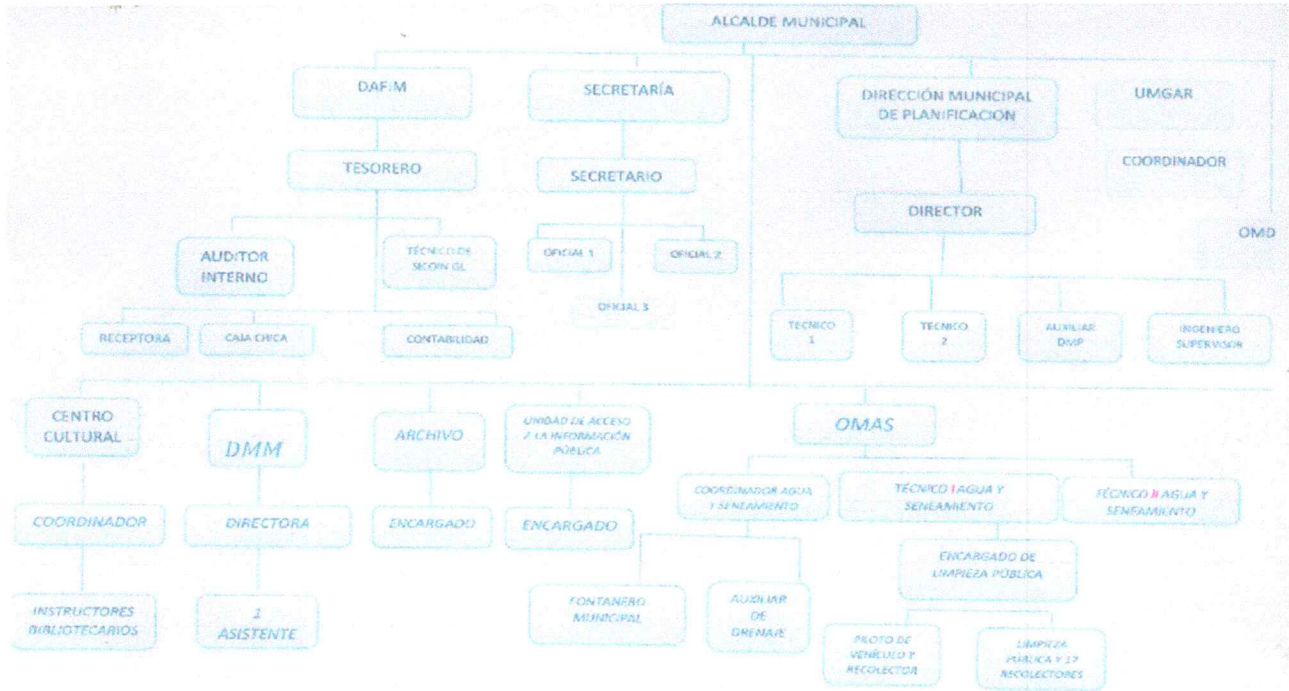 ALCALDE MUNICIPAL
DAFIM
SECRETARÍA
DIRECCIÓN MUNICIPAL
DE PLANIFICACION
UMGAR
TESORERO
SECRETARIO
COORDINADOR
DIRECTOR
OMD
AUDITOR
INTERNO
TÉCNICO DE
SICOIN GL
OFICIAL 1
OFICIAL 2
OFICIAL 3
RECEPTORA
CAJA CHICA
CONTABILIDAD
TECNICO
1
TECNICO
2
AUXILIAR
DMP
INGENIERO
SUPERVISOR
CENTRO
CULTURAL
DMM
ARCHIVO
UNIDAD DE ACCESO
A LA INFORMACIÓN
PÚBLICA
OMAS
COORDINADOR
DIRECTORA
ENCARGADO
ENCARGADO
COORDINADOR AGUA
Y SENEAMIENTO
TÉCNICO I AGUA Y
SENEAMIENTO
TÉCNICO II AGUA Y
SENEAMIENTO
INSTRUCTORES
BIBLIOTECARIOS
1
ASISTENTE
FONTANERO
MUNICIPAL
AUXILIAR
DE
DRENAJE
ENCARGADO DE
LIMPIEZA PÚBLICA
PILOTO DE
VEHÍCULO Y
RECOLECTOR
LIMPIEZA
PÚBLICA Y 17
RECOLECTORES